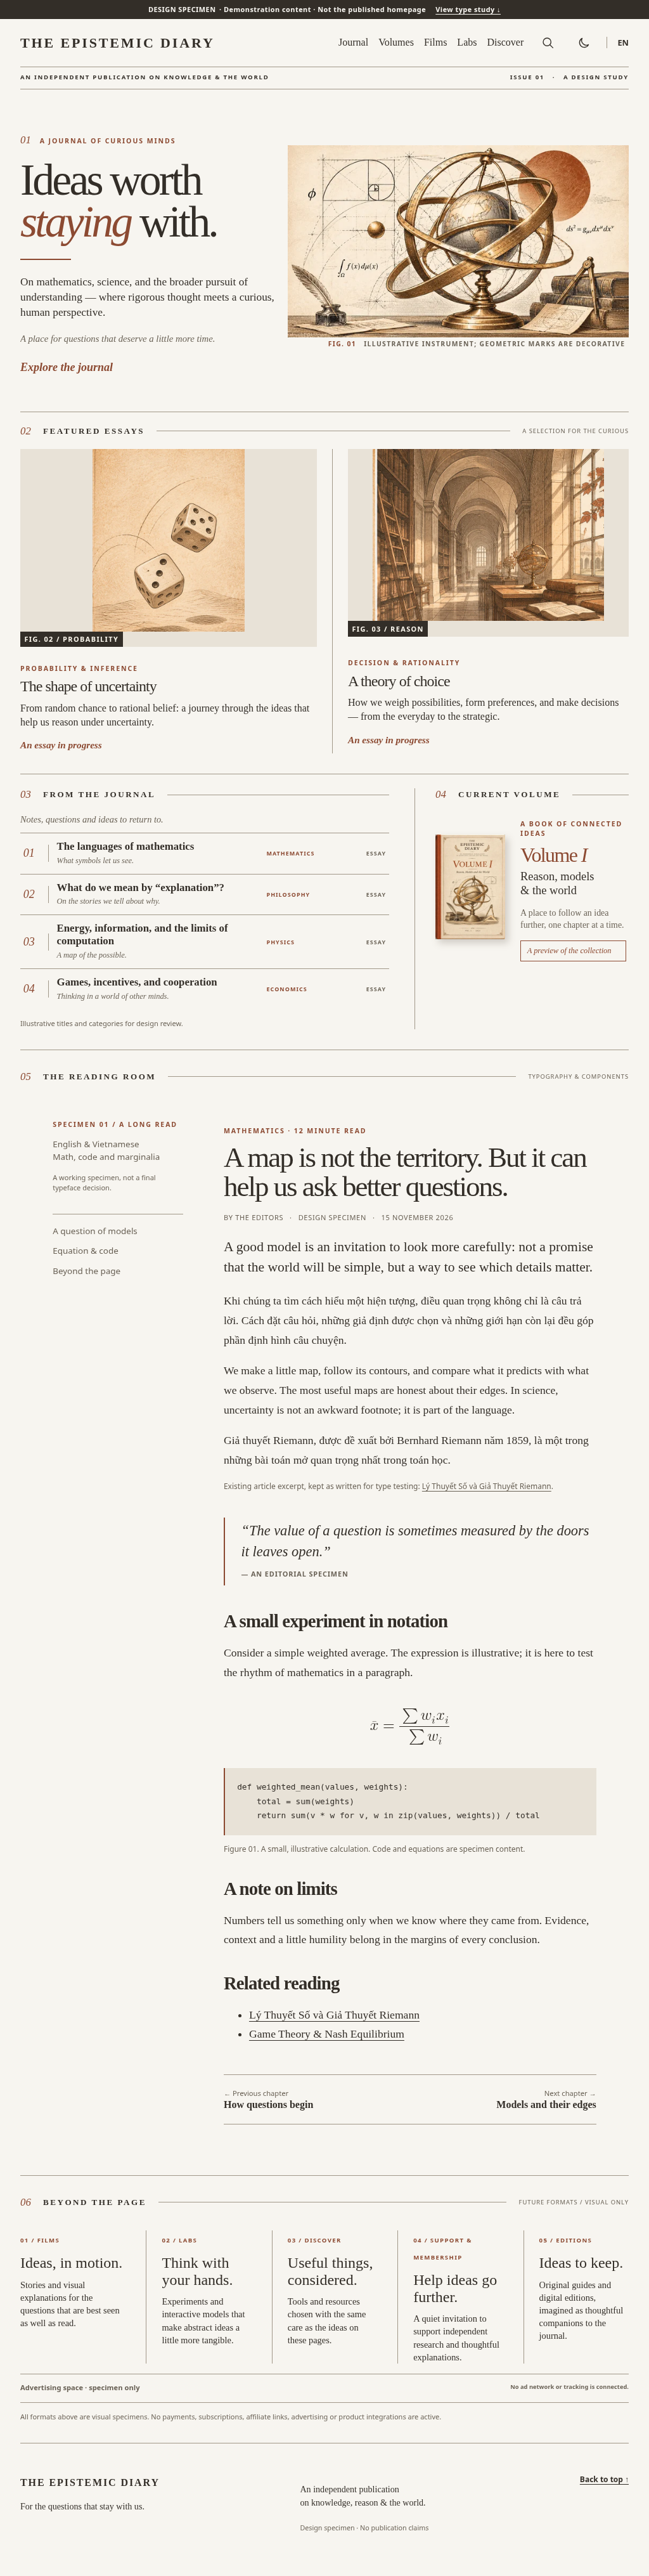 DESIGN SPECIMEN · Demonstration content · Not the published homepage View type study ↓
THE EPISTEMIC DIARY
Journal Volumes Films Labs Discover EN
AN INDEPENDENT PUBLICATION ON KNOWLEDGE & THE WORLD
ISSUE 01 · A DESIGN STUDY
01 A JOURNAL OF CURIOUS MINDS
Ideas worth
staying with.
On mathematics, science, and the broader pursuit of
understanding — where rigorous thought meets a curious,
human perspective.
A place for questions that deserve a little more time.
Explore the journal
ϕ
ds² = gμν dxμ dxν
∫Ω f(x) dμ(x)
FIG. 01 ILLUSTRATIVE INSTRUMENT; GEOMETRIC MARKS ARE DECORATIVE
02 FEATURED ESSAYS
A SELECTION FOR THE CURIOUS
FIG. 02 / PROBABILITY
PROBABILITY & INFERENCE
The shape of uncertainty
From random chance to rational belief: a journey through the ideas that
help us reason under uncertainty.
An essay in progress
FIG. 03 / REASON
DECISION & RATIONALITY
A theory of choice
How we weigh possibilities, form preferences, and make decisions
— from the everyday to the strategic.
An essay in progress
03 FROM THE JOURNAL
Notes, questions and ideas to return to.
01 The languages of mathematics MATHEMATICS ESSAY
What symbols let us see.
02 What do we mean by “explanation”? PHILOSOPHY ESSAY
On the stories we tell about why.
03 Energy, information, and the limits of
computation PHYSICS ESSAY
A map of the possible.
04 Games, incentives, and cooperation ECONOMICS ESSAY
Thinking in a world of other minds.
Illustrative titles and categories for design review.
04 CURRENT VOLUME
THE
EPISTEMIC
DIARY
VOLUME I
A BOOK OF CONNECTED
IDEAS
Volume I
Reason, models
& the world
A place to follow an idea
further, one chapter at a time.
A preview of the collection
05 THE READING ROOM
TYPOGRAPHY & COMPONENTS
SPECIMEN 01 / A LONG READ
English & Vietnamese
Math, code and marginalia
A working specimen, not a final
typeface decision.
A question of models
Equation & code
Beyond the page
MATHEMATICS · 12 MINUTE READ
A map is not the territory. But it can
help us ask better questions.
BY THE EDITORS · DESIGN SPECIMEN · 15 NOVEMBER 2026
A good model is an invitation to look more carefully: not a promise
that the world will be simple, but a way to see which details matter.
Khi chúng ta tìm cách hiểu một hiện tượng, điều quan trọng không chỉ là câu trả
lời. Cách đặt câu hỏi, những giả định được chọn và những giới hạn còn lại đều góp
phần định hình câu chuyện.
We make a little map, follow its contours, and compare what it predicts with what
we observe. The most useful maps are honest about their edges. In science,
uncertainty is not an awkward footnote; it is part of the language.
Giả thuyết Riemann, được đề xuất bởi Bernhard Riemann năm 1859, là một trong
những bài toán mở quan trọng nhất trong toán học.
Existing article excerpt, kept as written for type testing: Lý Thuyết Số và Giả Thuyết Riemann.
“The value of a question is sometimes measured by the doors
it leaves open.”
— AN EDITORIAL SPECIMEN
A small experiment in notation
Consider a simple weighted average. The expression is illustrative; it is here to test
the rhythm of mathematics in a paragraph.
x̄ = ∑ wᵢxᵢ / ∑ wᵢ
def weighted_mean(values, weights):
    total = sum(weights)
    return sum(v * w for v, w in zip(values, weights)) / total
Figure 01. A small, illustrative calculation. Code and equations are specimen content.
A note on limits
Numbers tell us something only when we know where they came from. Evidence,
context and a little humility belong in the margins of every conclusion.
Related reading
• Lý Thuyết Số và Giả Thuyết Riemann
• Game Theory & Nash Equilibrium
← Previous chapter
How questions begin
Next chapter →
Models and their edges
06 BEYOND THE PAGE
FUTURE FORMATS / VISUAL ONLY
01 / FILMS
Ideas, in motion.
Stories and visual
explanations for the
questions that are best seen
as well as read.
02 / LABS
Think with
your hands.
Experiments and
interactive models that
make abstract ideas a
little more tangible.
03 / DISCOVER
Useful things,
considered.
Tools and resources
chosen with the same
care as the ideas on
these pages.
04 / SUPPORT &
MEMBERSHIP
Help ideas go
further.
A quiet invitation to
support independent
research and thoughtful
explanations.
05 / EDITIONS
Ideas to keep.
Original guides and
digital editions,
imagined as thoughtful
companions to the
journal.
Advertising space · specimen only
No ad network or tracking is connected.
All formats above are visual specimens. No payments, subscriptions, affiliate links, advertising or product integrations are active.
THE EPISTEMIC DIARY
For the questions that stay with us.
An independent publication
on knowledge, reason & the world.
Design specimen · No publication claims
Back to top ↑